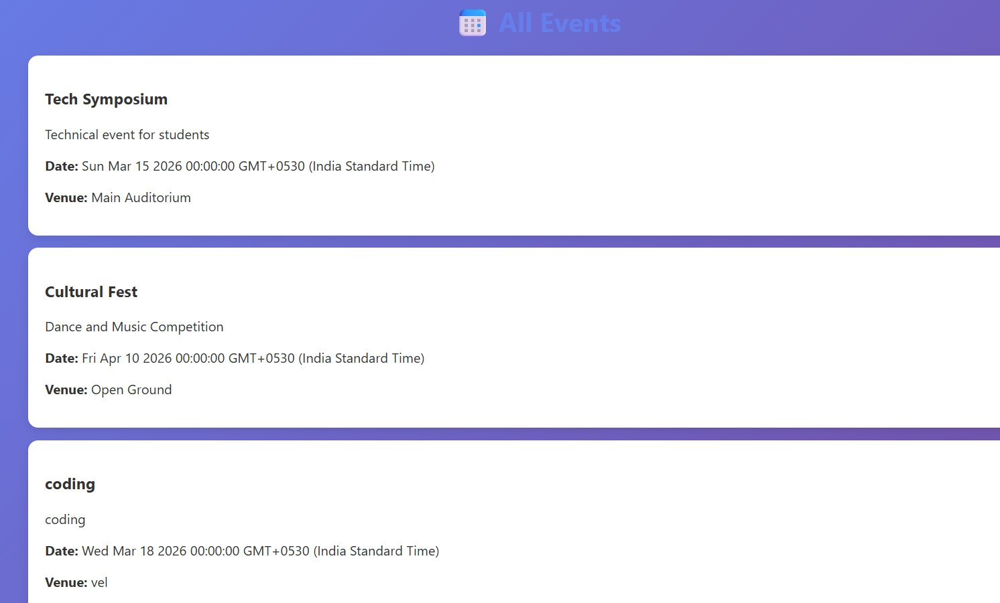 All Events
Tech Symposium
Technical event for students
Date: Sun Mar 15 2026 00:00:00 GMT+0530 (India Standard Time)
Venue: Main Auditorium
Cultural Fest
Dance and Music Competition
Date: Fri Apr 10 2026 00:00:00 GMT+0530 (India Standard Time)
Venue: Open Ground
coding
coding
Date: Wed Mar 18 2026 00:00:00 GMT+0530 (India Standard Time)
Venue: vel